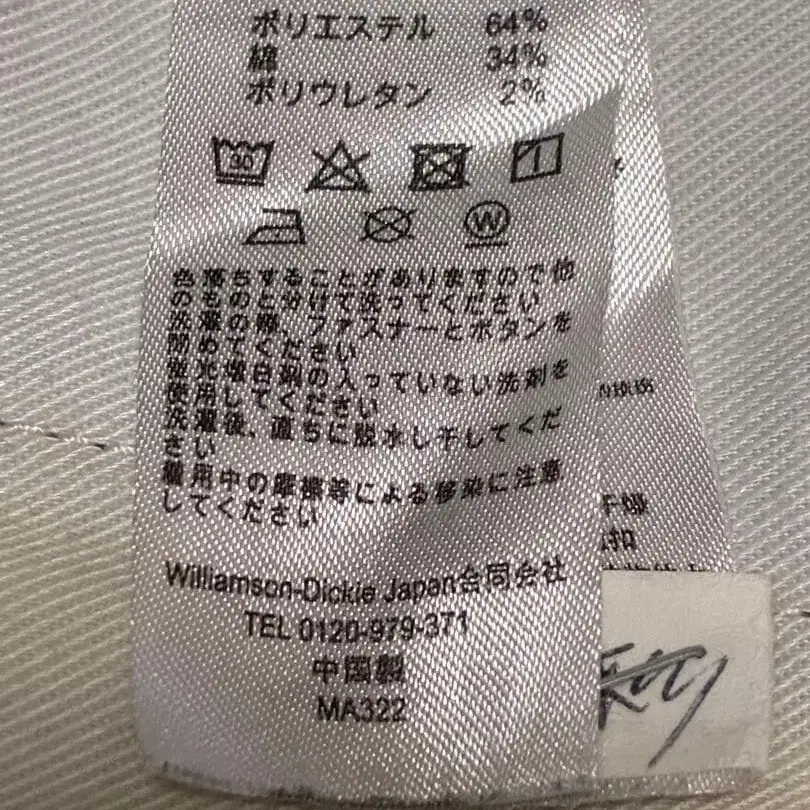 ポリエステル 64%
綿 34%
ポリウレタン 2%
30
W
色落ちすることがありますので他
のものと分けて洗ってください
洗濯の際、ファスナーとボタンを
閉めてください
蛍光増白剤の入っていない洗剤を
使用してください
洗濯後、直ちに脱水し干してくだ
さい
着用中の摩擦等による移染に注意
してください
Williamson-Dickie Japan合同会社
TEL 0120-979-371
中国製
MA322